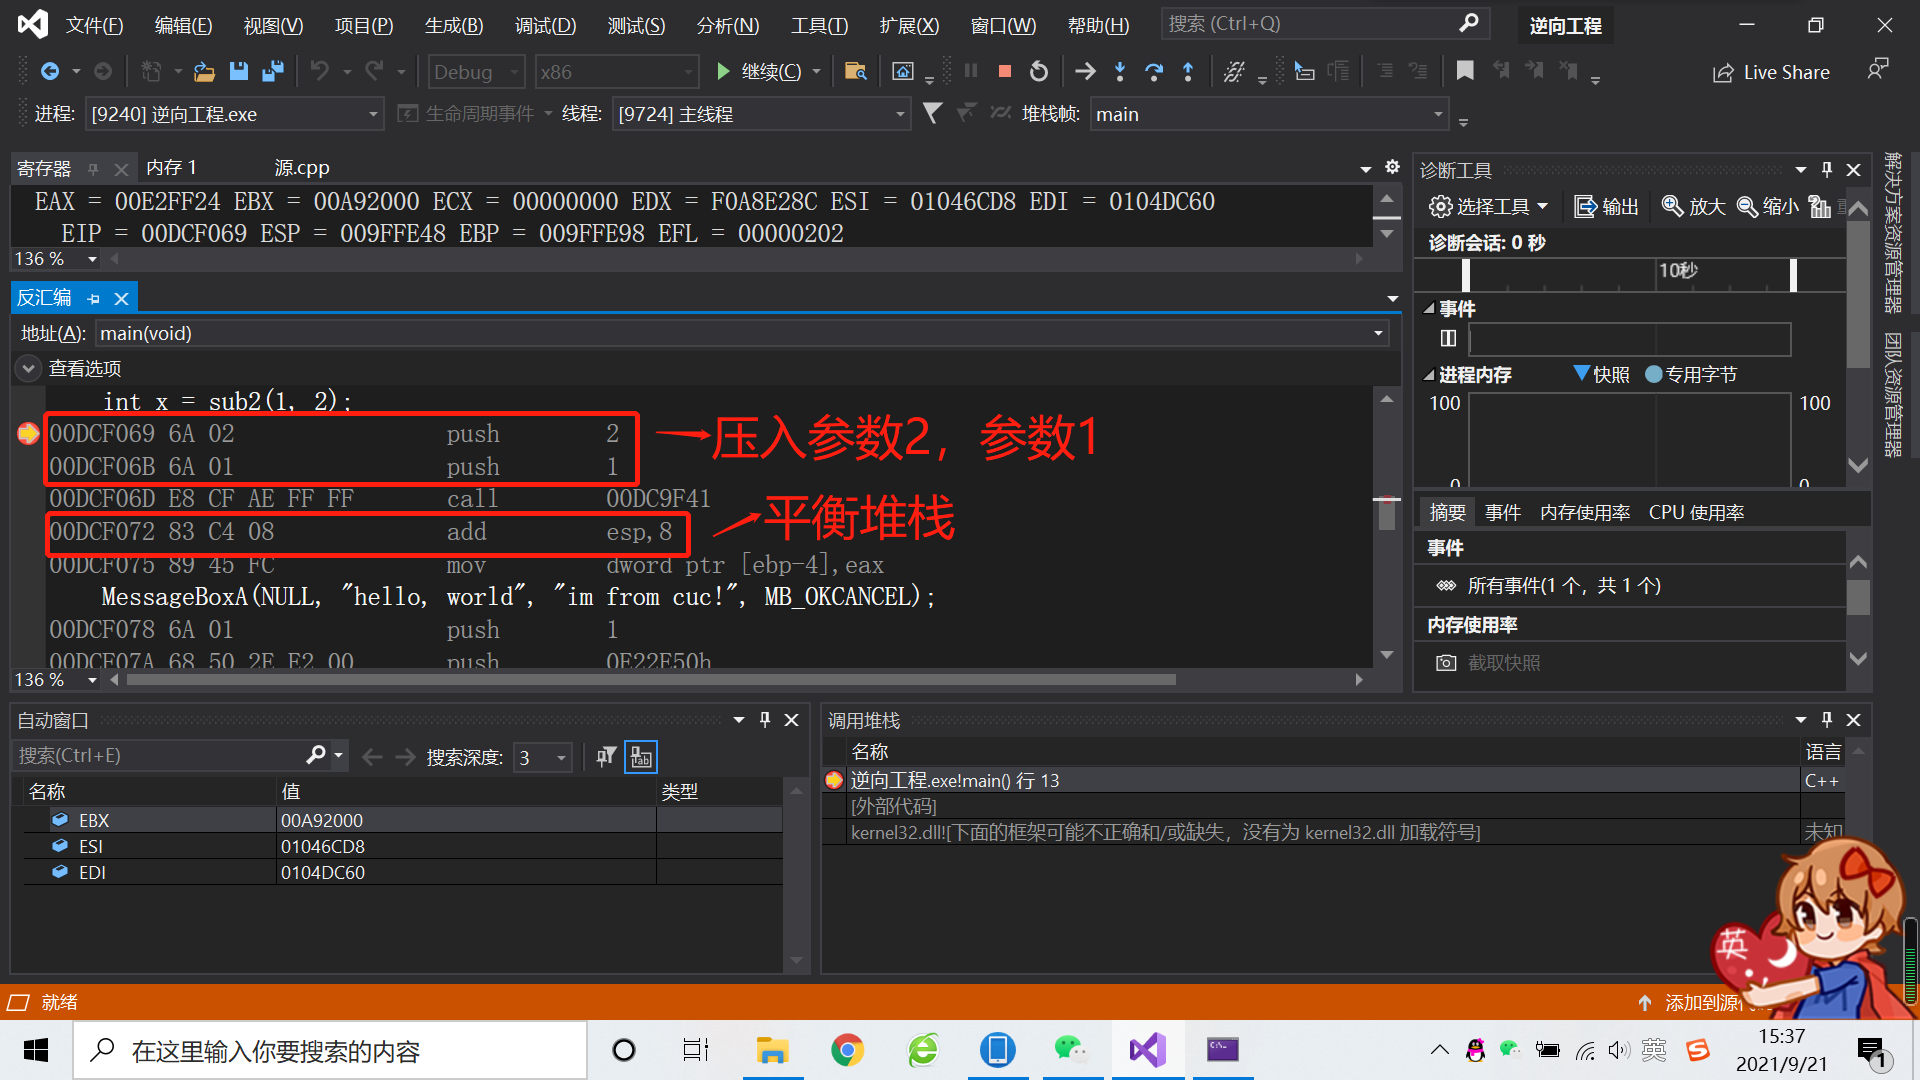 文件(F) 编辑(E) 视图(V) 项目(P) 生成(B) 调试(D) 测试(S) 分析(N) 工具(T) 扩展(X) 窗口(W) 帮助(H) 搜索 (Ctrl+Q) 逆向工程
Debug x86 继续(C) Live Share
进程: [9240] 逆向工程.exe 生命周期事件 线程: [9724] 主线程 堆栈帧: main
寄存器 内存 1 源.cpp
EAX = 00E2FF24 EBX = 00A92000 ECX = 00000000 EDX = F0A8E28C ESI = 01046CD8 EDI = 0104DC60
EIP = 00DCF069 ESP = 009FFE48 EBP = 009FFE98 EFL = 00000202
136 %
反汇编
地址(A): main(void)
查看选项
int x = sub2(1, 2);
00DCF069 6A 02 push 2
00DCF06B 6A 01 push 1
压入参数2，参数1
00DCF06D E8 CF AE FF FF call 00DC9F41
00DCF072 83 C4 08 add esp,8
平衡堆栈
00DCF075 89 45 FC mov dword ptr [ebp-4],eax
MessageBoxA(NULL, "hello, world", "im from cuc!", MB_OKCANCEL);
00DCF078 6A 01 push 1
00DCF07A 68 50 2E E2 00 push 0E22E50h
136 %
诊断工具
选择工具 输出 放大 缩小
诊断会话: 0 秒
10秒
事件
进程内存 快照 专用字节
100 100
0 0
摘要 事件 内存使用率 CPU 使用率
事件
所有事件(1 个，共 1 个)
内存使用率
截取快照
解决方案资源管理器
团队资源管理器
自动窗口
搜索(Ctrl+E) 搜索深度: 3
名称 值 类型
EBX 00A92000
ESI 01046CD8
EDI 0104DC60
调用堆栈
名称 语言
逆向工程.exe!main() 行 13 C++
[外部代码]
kernel32.dll![下面的框架可能不正确和/或缺失，没有为 kernel32.dll 加载符号] 未知
英
就绪 添加到源代
在这里输入你要搜索的内容
英
15:37
2021/9/21
1